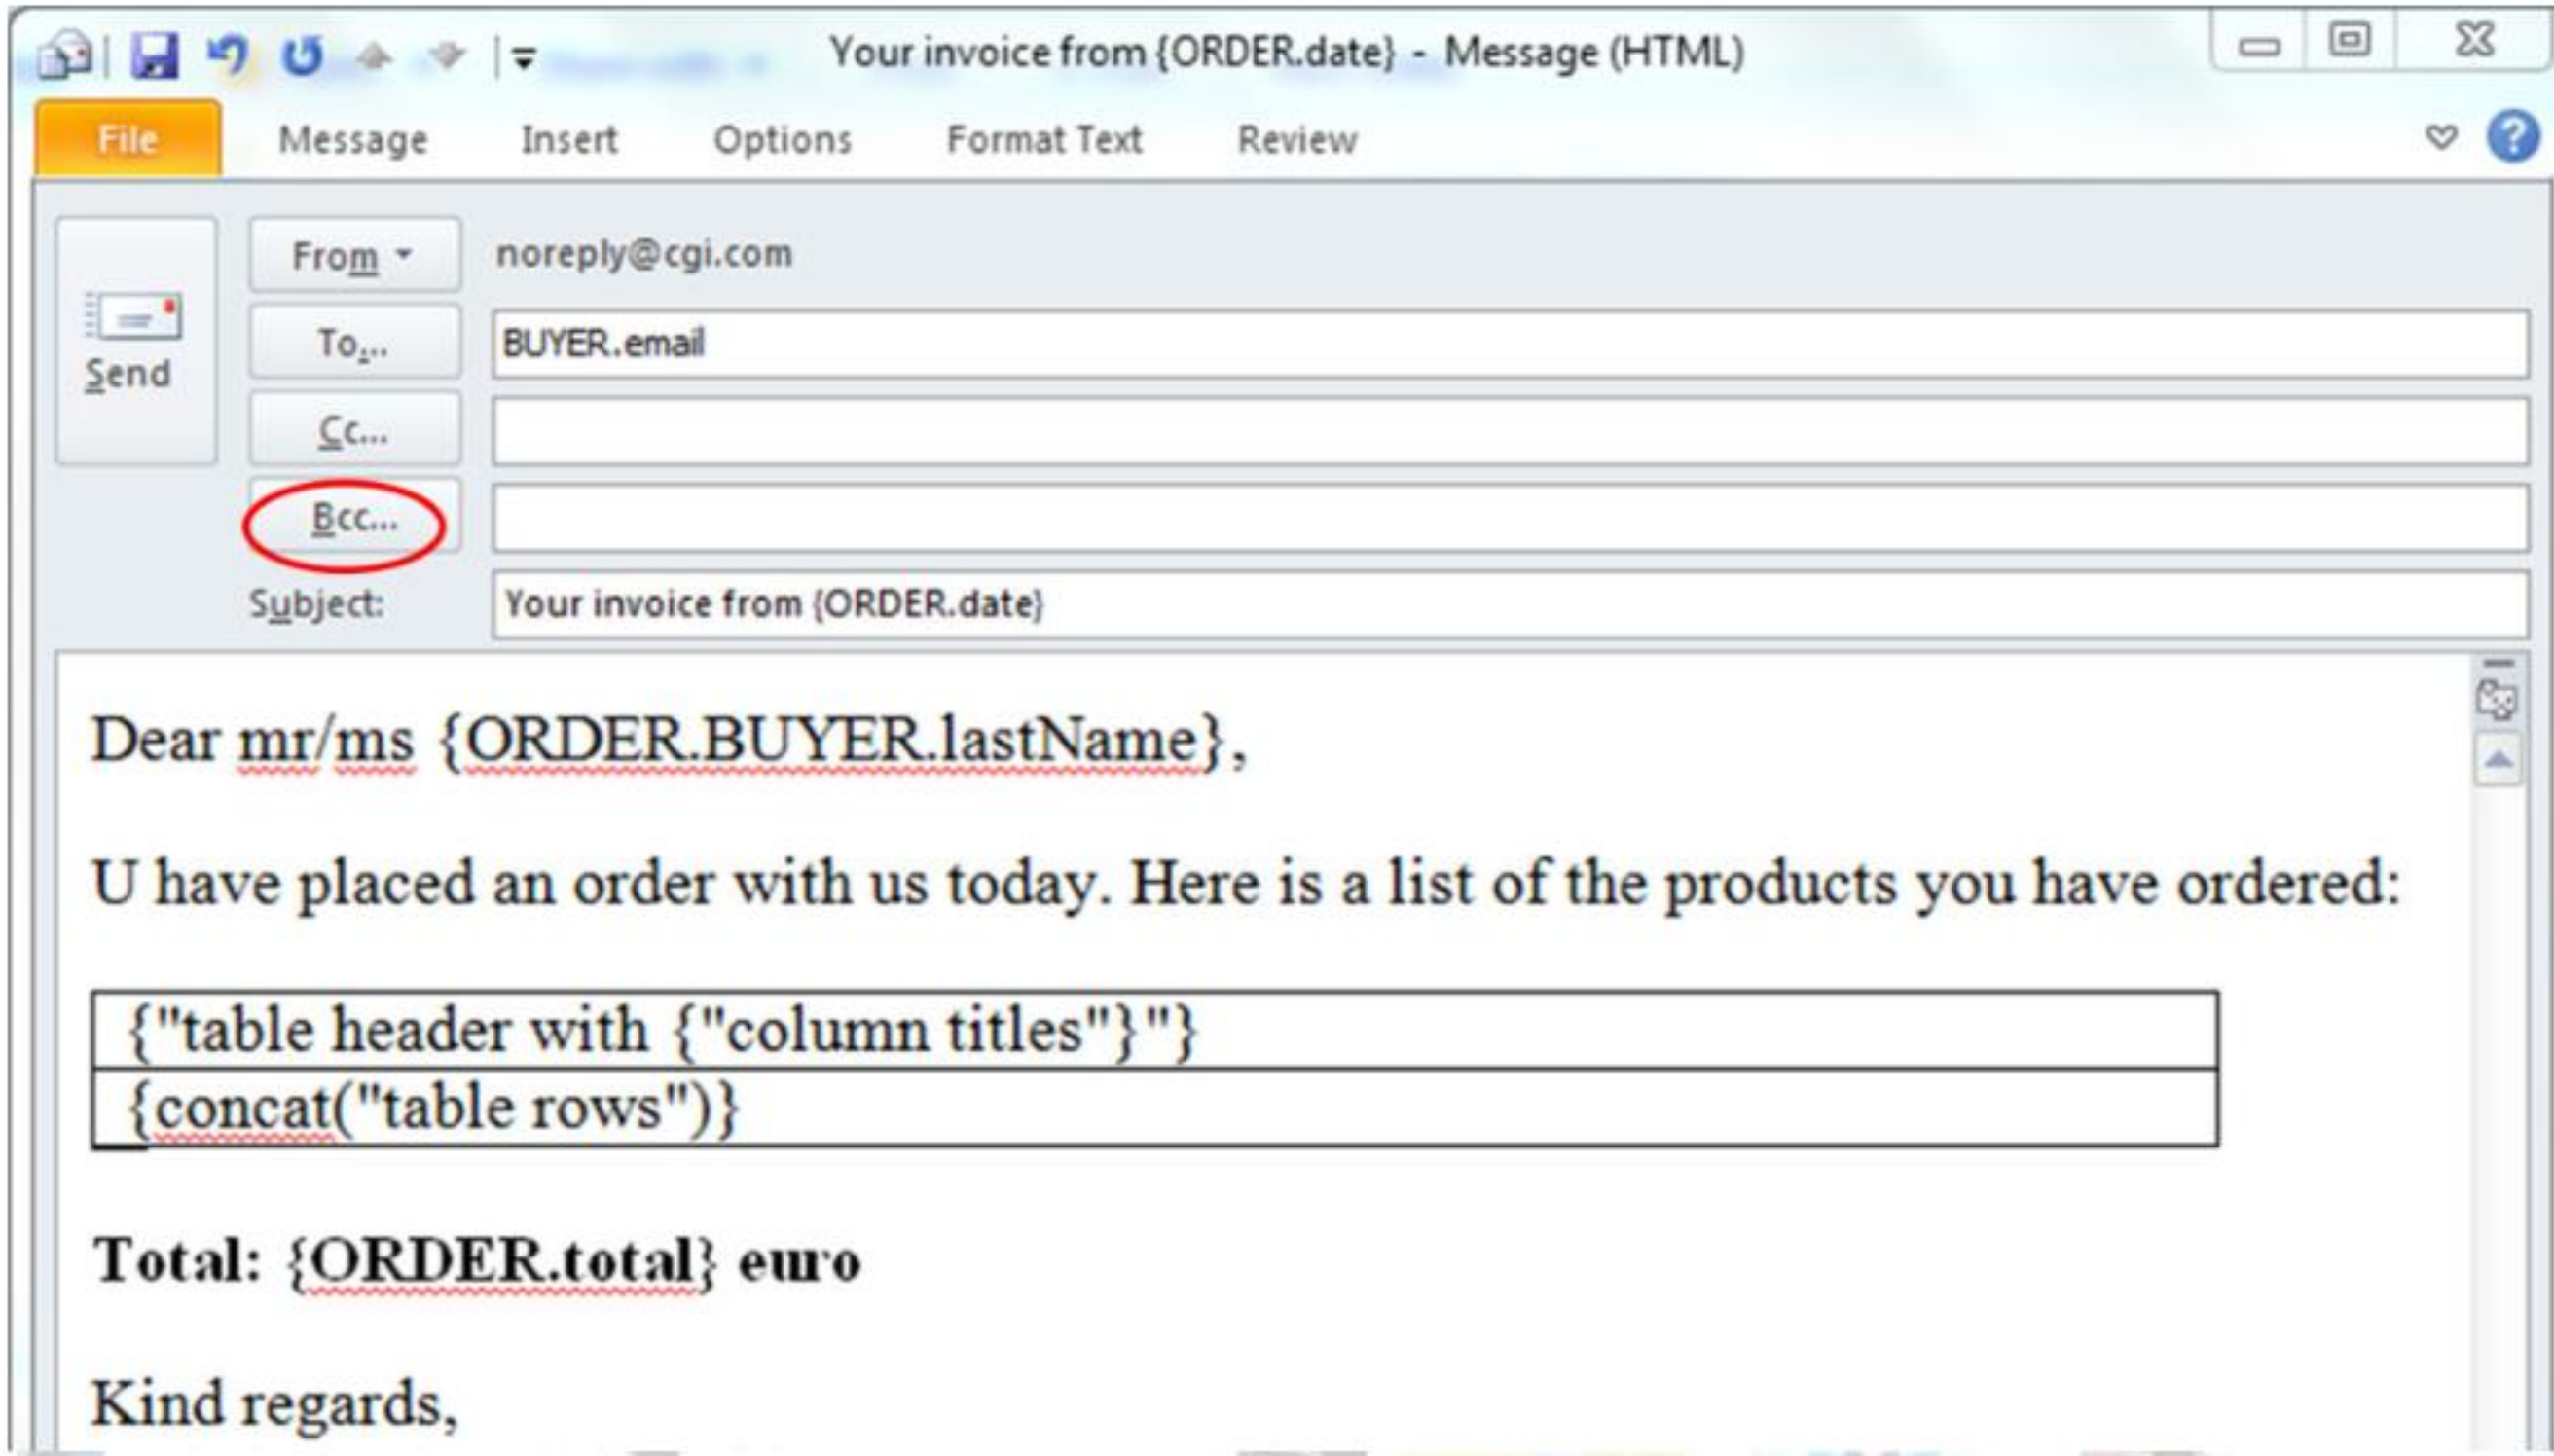 Your invoice from {ORDER.date} - Message (HTML)
File Message Insert Options Format Text Review
From noreply@cgi.com
Send
To... BUYER.email
Cc...
Bcc...
Subject: Your invoice from {ORDER.date}
Dear mr/ms {ORDER.BUYER.lastName},
U have placed an order with us today. Here is a list of the products you have ordered:
{"table header with {"column titles"}"}
{concat("table rows")}
Total: {ORDER.total} euro
Kind regards,